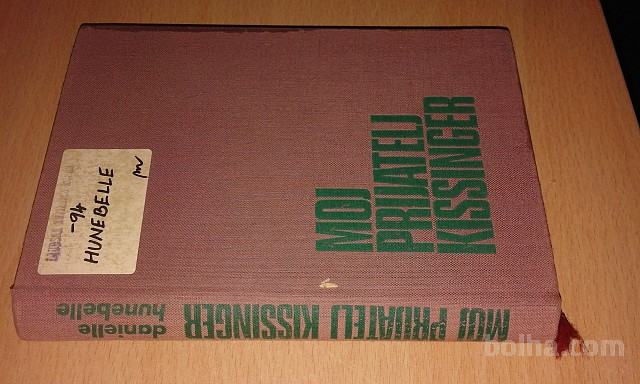 MOJ
PRIJATELJ
KISSINGER
-94
HUNEBELLE
danielle
hunebelle
MOJ PRIJATELJ KISSINGER
bolha.com